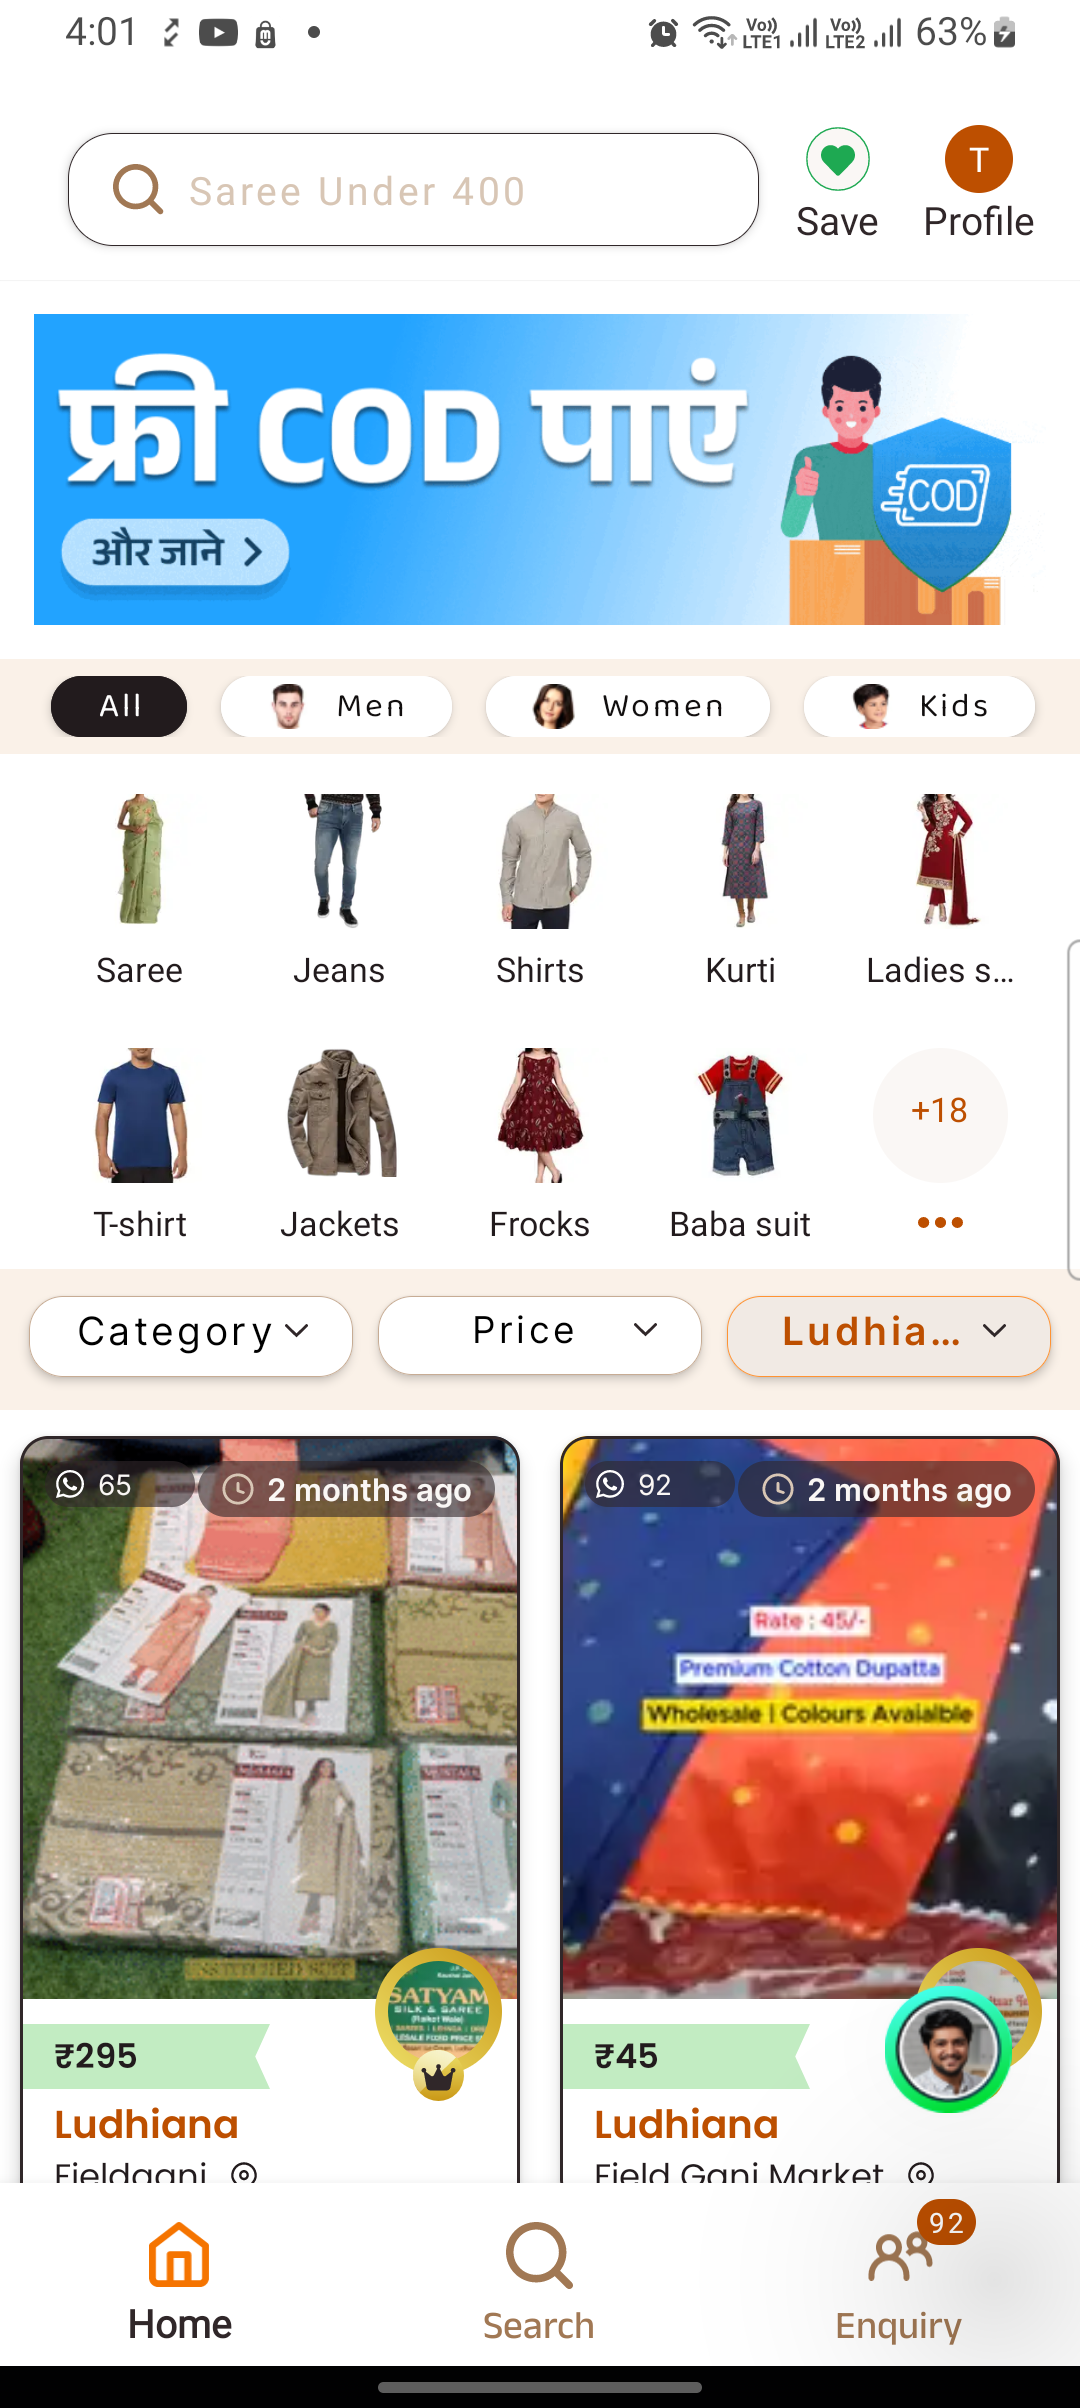 4:01
Vo)) LTE1 Vo)) LTE2 63%
Saree Under 400
Save
T
Profile
फ्री COD पाएं
COD
और जाने >
All Men Women Kids
Saree Jeans Shirts Kurti Ladies s...
+18
T-shirt Jackets Frocks Baba suit
Category Price Ludhia...
65 2 months ago
92 2 months ago
Rate : 45/-
Premium Cotton Dupatta
Wholesale | Colours Avaialble
SATYAM
SILK & SAREE
₹295
₹45
Ludhiana
Ludhiana
Fieldganj
Field Ganj Market
92
Home Search Enquiry